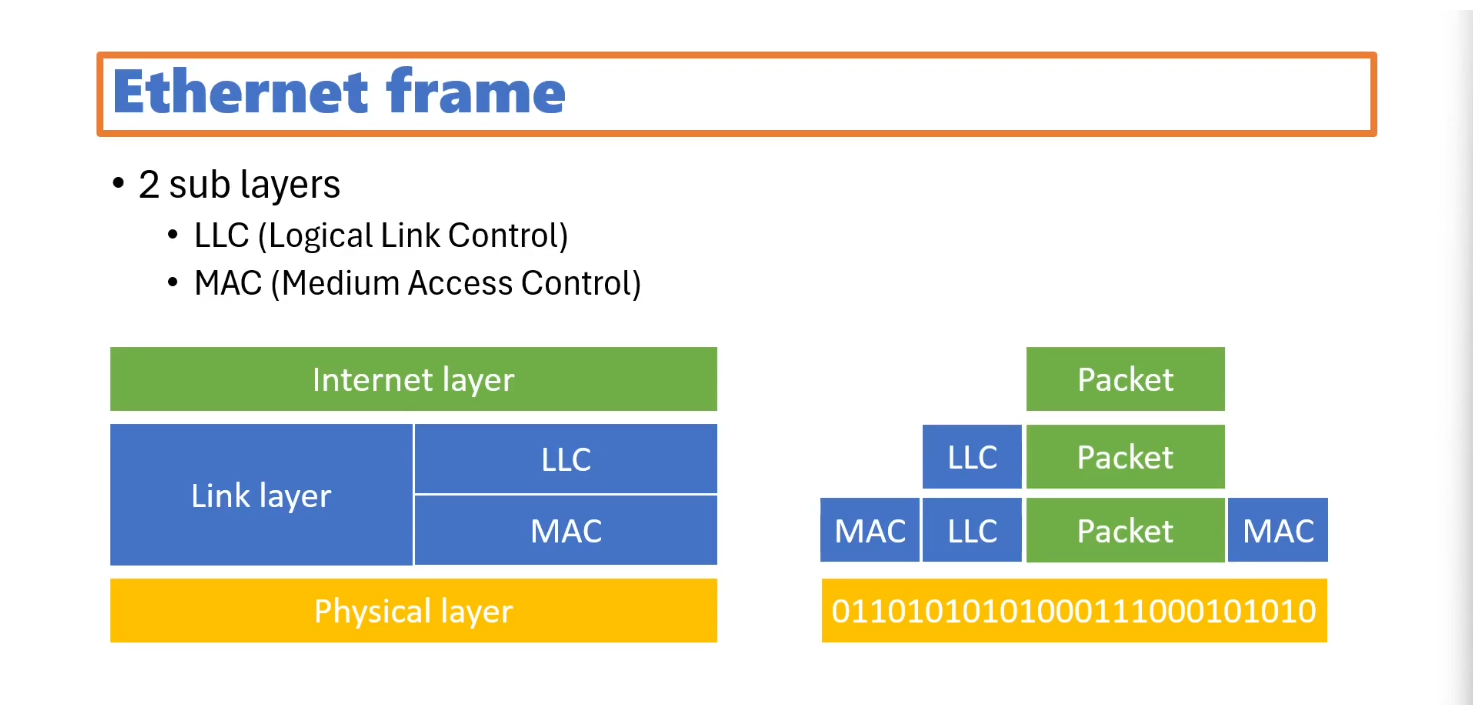 Ethernet frame
• 2 sub layers
• LLC (Logical Link Control)
• MAC (Medium Access Control)
Internet layer
Link layer
LLC
MAC
Physical layer
Packet
LLC Packet
MAC LLC Packet MAC
01101010101000111000101010